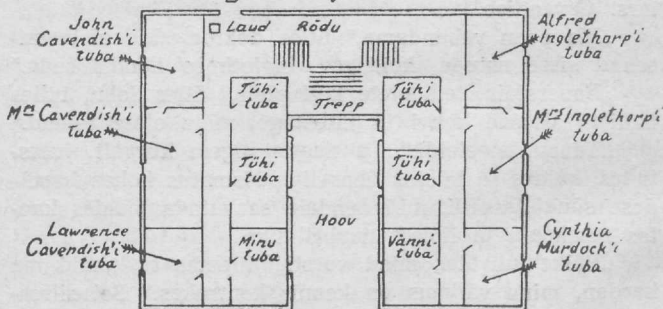 John
Cavendish'i
tuba
Laud
Rõdu
Alfred
Inglethorp'i
tuba
Tühi
tuba
Trepp
Tühi
tuba
Mrs Cavendish'i
tuba
Mrs Inglethorp'i
tuba
Tühi
tuba
Tühi
tuba
Lawrence
Cavendish'i
tuba
Minu
tuba
Hoov
Vanni-
tuba
Cynthia
Murdock'i
tuba